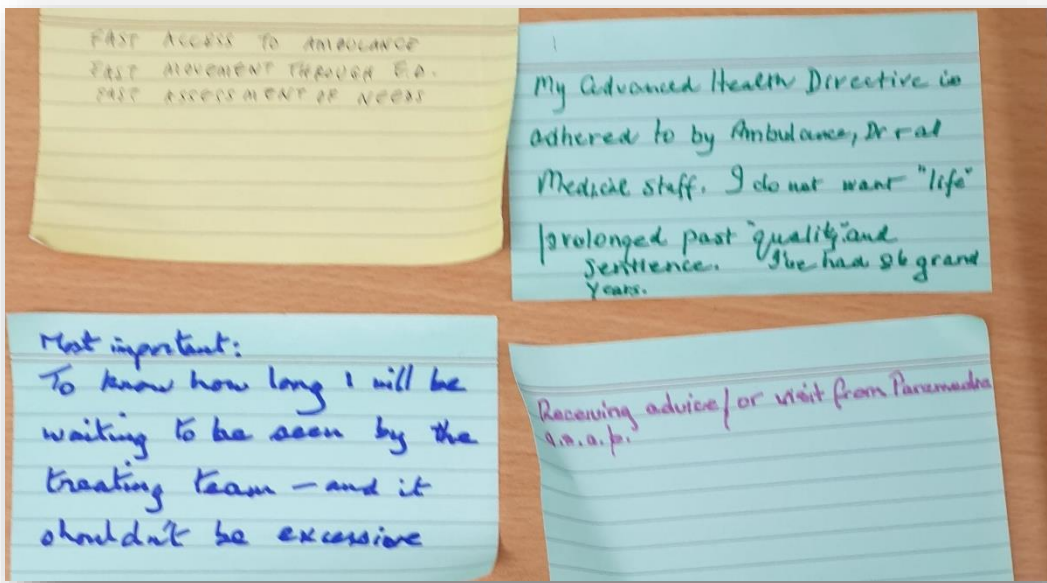 FAST ACCESS TO AMBULANCE
FAST MOVEMENT THROUGH E.D.
FAST ASSESSMENT OF NEEDS
My Advanced Health Directive is
adhered to by Ambulance, Dr + al
Medical staff. I do not want "life"
prolonged past "quality" and
sentience. I've had 86 grand
years.
Most important:
To know how long I will be
waiting to be seen by the
treating team – and it
shouldn't be excessive
Receiving advice/or visit from Paramedics
a.s.a.p.